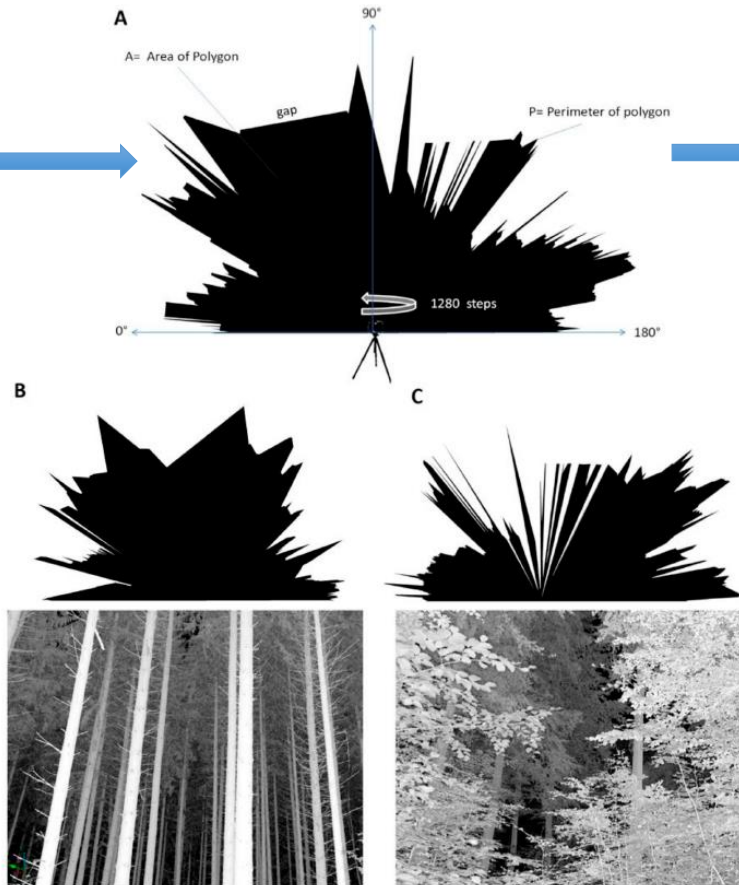 A
90°
A= Area of Polygon
gap
P= Perimeter of polygon
1280 steps
0°
180°
B
C